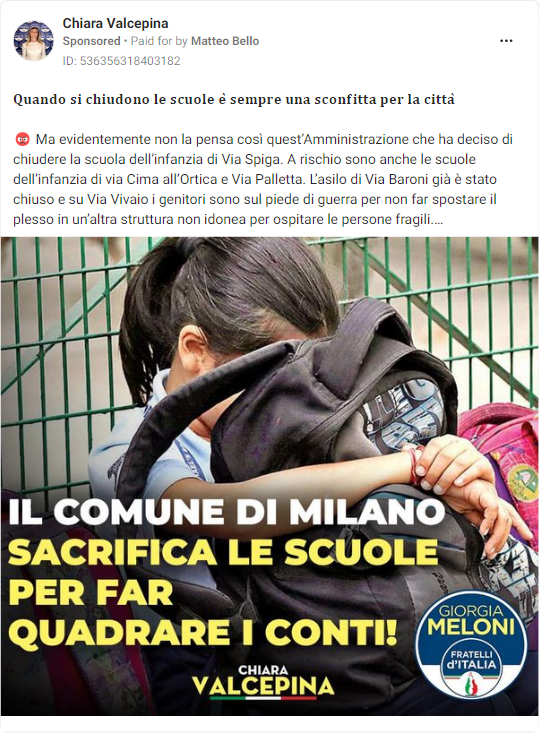 Chiara Valcepina
Sponsored • Paid for by Matteo Bello
ID: 536356318403182
Quando si chiudono le scuole è sempre una sconfitta per la città
Ma evidentemente non la pensa così quest’Amministrazione che ha deciso di
chiudere la scuola dell’infanzia di Via Spiga. A rischio sono anche le scuole
dell’infanzia di via Cima all’Ortica e Via Palletta. L’asilo di Via Baroni già è stato
chiuso e su Via Vivaio i genitori sono sul piede di guerra per non far spostare il
plesso in un’altra struttura non idonea per ospitare le persone fragili....
IL COMUNE DI MILANO
SACRIFICA LE SCUOLE
PER FAR
QUADRARE I CONTI!
GIORGIA
MELONI
FRATELLI
d'ITALIA
CHIARA
VALCEPINA